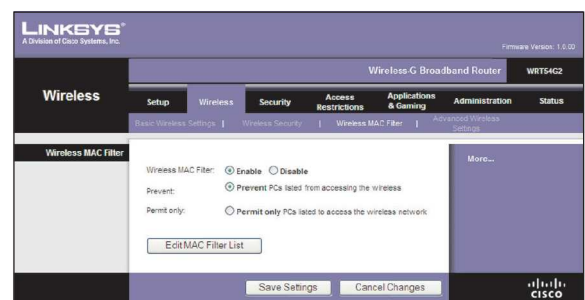 LINKSYS®
A Division of Cisco Systems, Inc.
Firmware Version: 1.0.00
Wireless-G Broadband Router WRT54G2
Wireless
Setup Wireless Security Access Restrictions Applications & Gaming Administration Status
Basic Wireless Settings | Wireless Security | Wireless MAC Filter | Advanced Wireless Settings
Wireless MAC Filter
More...
Wireless MAC Filter: Enable Disable
Prevent: Prevent PCs listed from accessing the wireless
Permit only: Permit only PCs listed to access the wireless network
Edit MAC Filter List
Save Settings Cancel Changes
CISCO